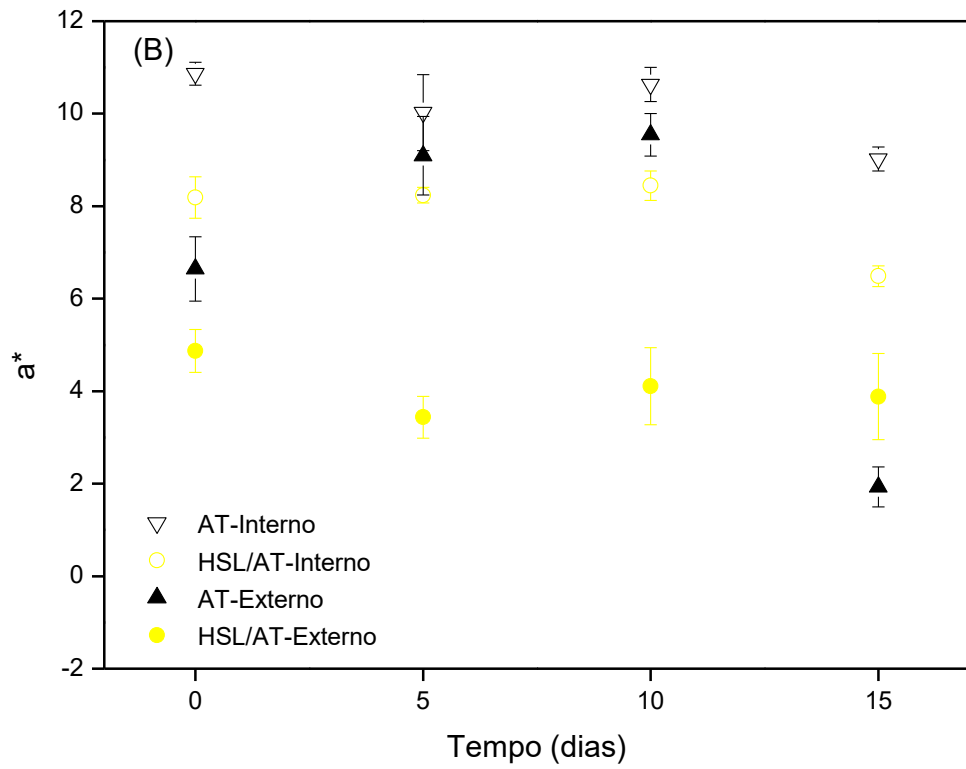 12
(B)
10
8
6
a*
4
2
AT-Interno
HSL/AT-Interno
0
AT-Externo
HSL/AT-Externo
-2
0 5 10 15
Tempo (dias)